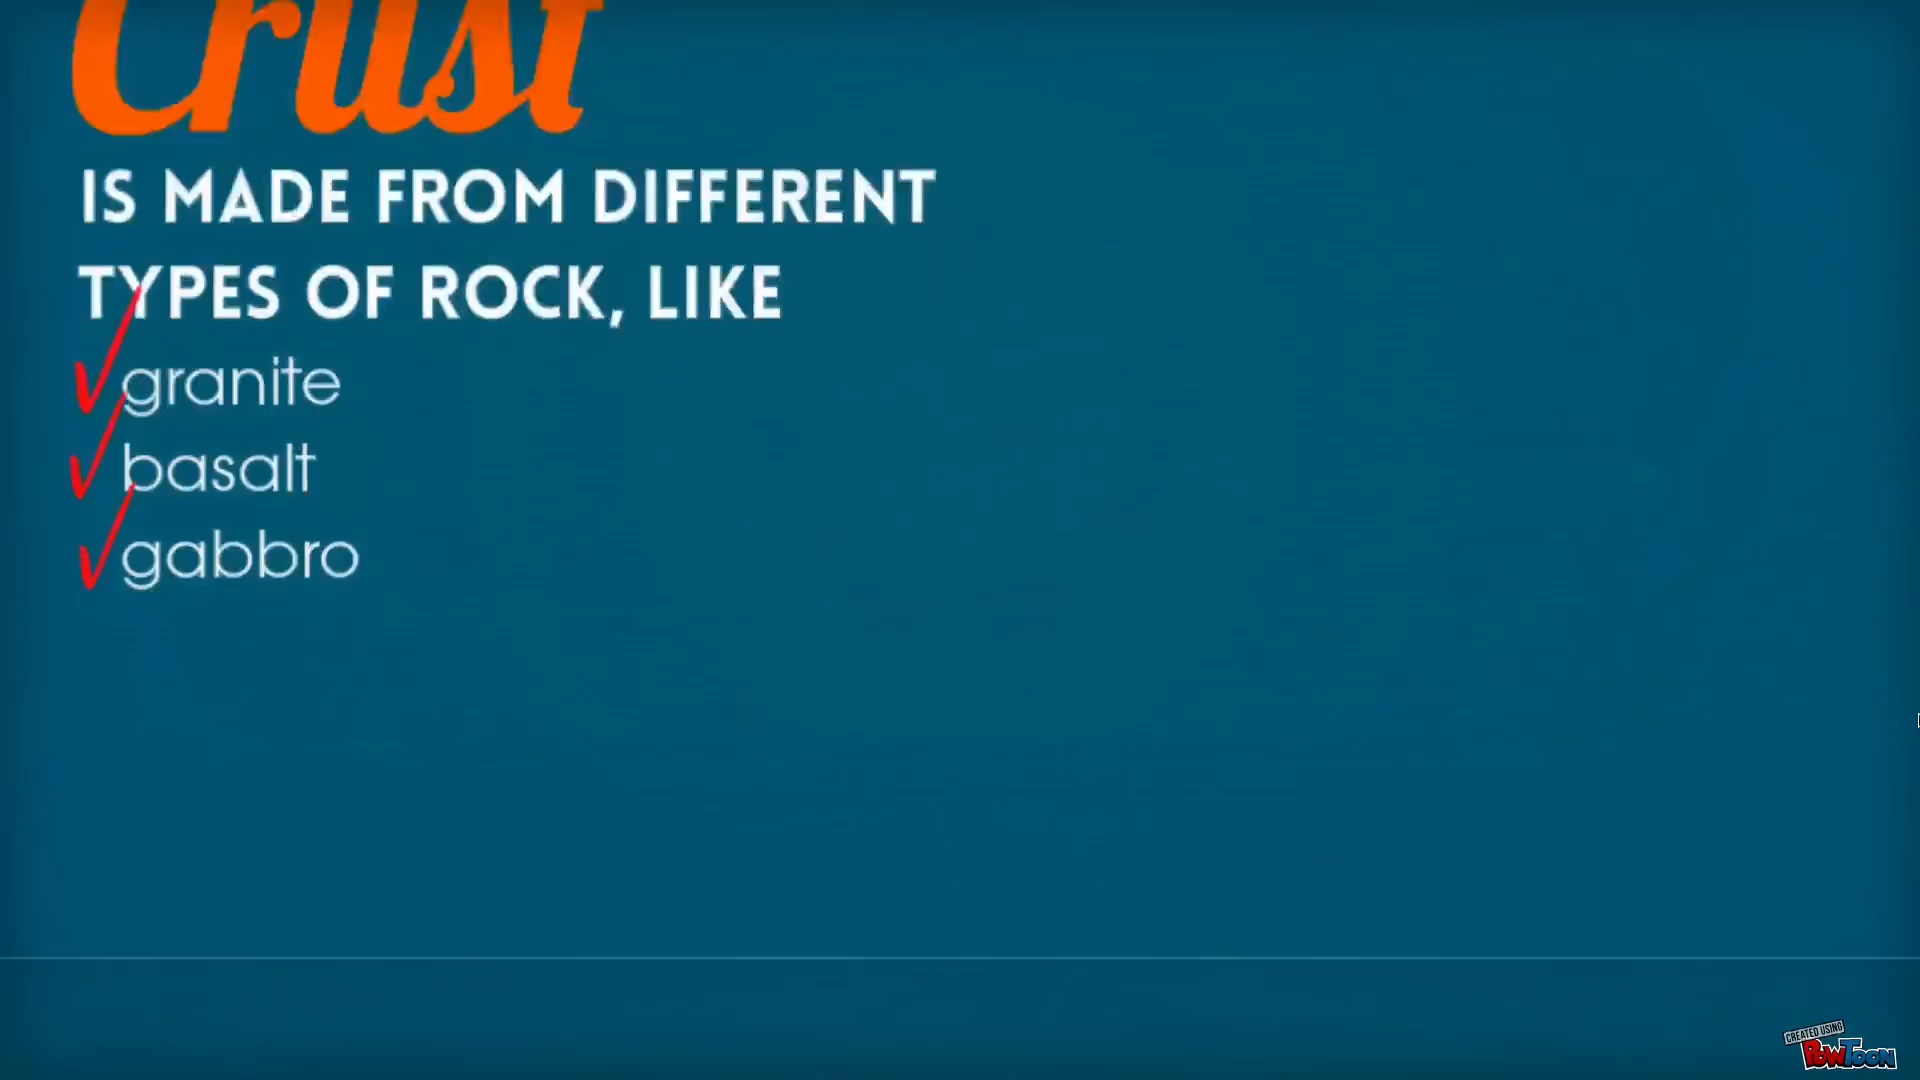 Crust
IS MADE FROM DIFFERENT
TYPES OF ROCK, LIKE
granite
basalt
gabbro
CREATED USING
POWTOON